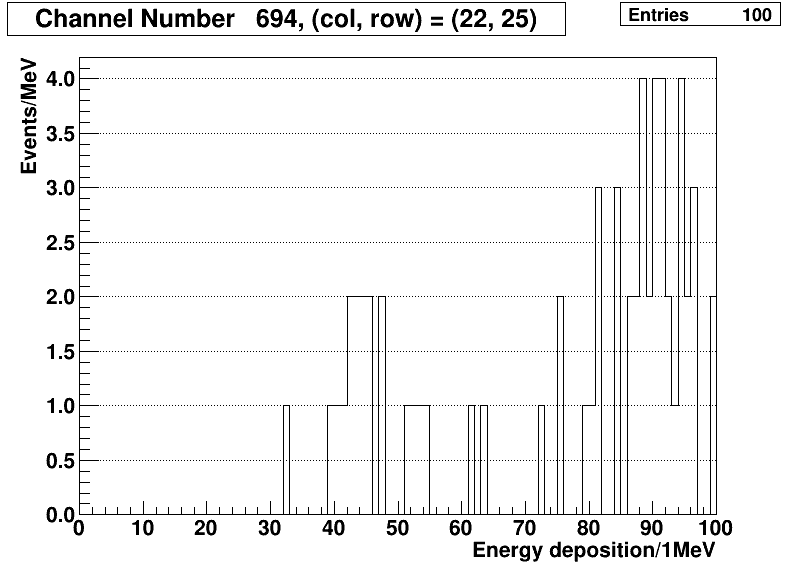 Channel Number 694, (col, row) = (22, 25)
Entries 100
Events/MeV
4.0
3.5
3.0
2.5
2.0
1.5
1.0
0.5
0.0
0 10 20 30 40 50 60 70 80 90 100
Energy deposition/1MeV